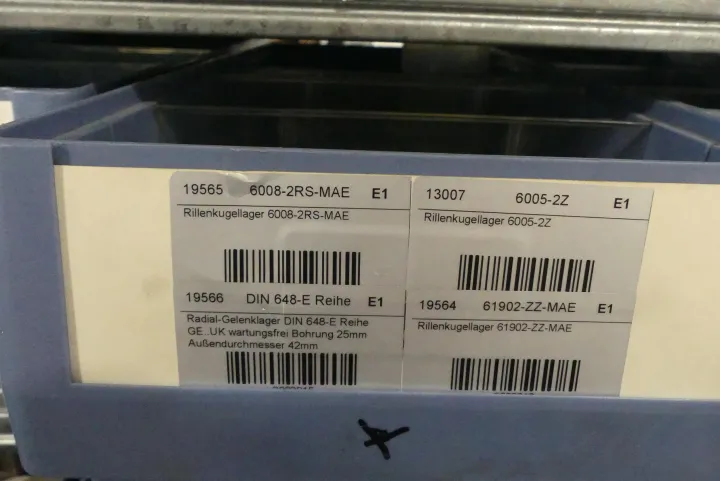 19565 6008-2RS-MAE E1
Rillenkugellager 6008-2RS-MAE
19566 DIN 648-E Reihe E1
Radial-Gelenklager DIN 648-E Reihe
GE..UK wartungsfrei Bohrung 25mm
Außendurchmesser 42mm
13007 6005-2Z E1
Rillenkugellager 6005-2Z
19564 61902-ZZ-MAE E1
Rillenkugellager 61902-ZZ-MAE